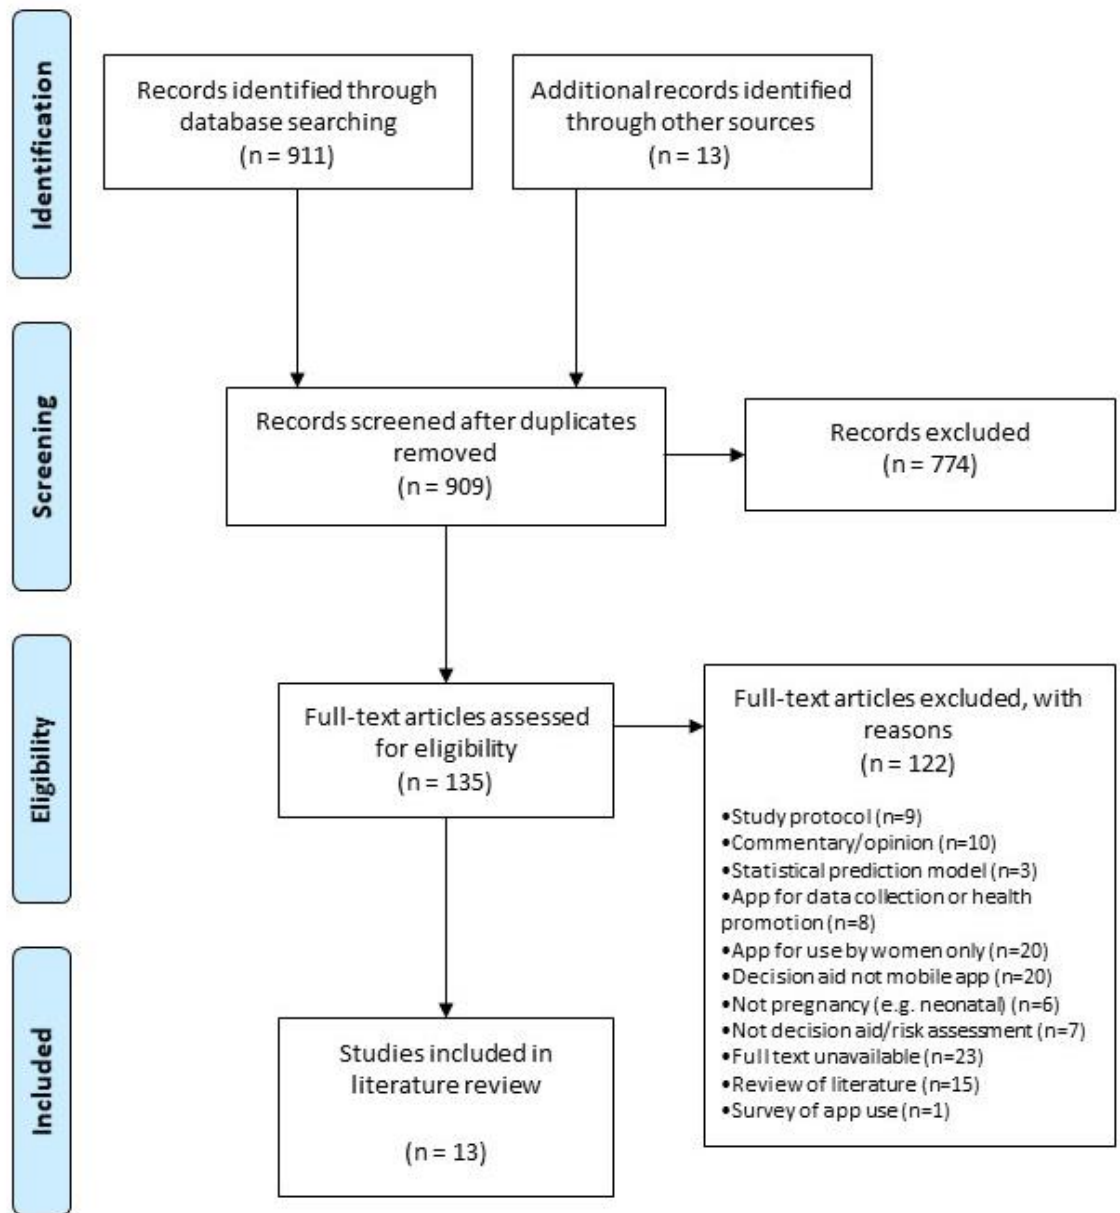 Identification
Records identified through
database searching
(n = 911)
Additional records identified
through other sources
(n = 13)
Screening
Records screened after duplicates
removed
(n = 909)
Records excluded
(n = 774)
Eligibility
Full-text articles assessed
for eligibility
(n = 135)
Full-text articles excluded, with
reasons
(n = 122)
•Study protocol (n=9)
•Commentary/opinion (n=10)
•Statistical prediction model (n=3)
•App for data collection or health
promotion (n=8)
•App for use by women only (n=20)
•Decision aid not mobile app (n=20)
•Not pregnancy (e.g. neonatal) (n=6)
•Not decision aid/risk assessment (n=7)
•Full text unavailable (n=23)
•Review of literature (n=15)
•Survey of app use (n=1)
Included
Studies included in
literature review
(n = 13)